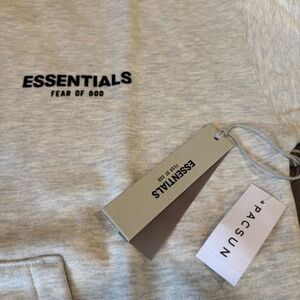 ESSENTIALS
FEAR OF GOD
ESSENTIALS
FEAR OF GOD
PACSUN